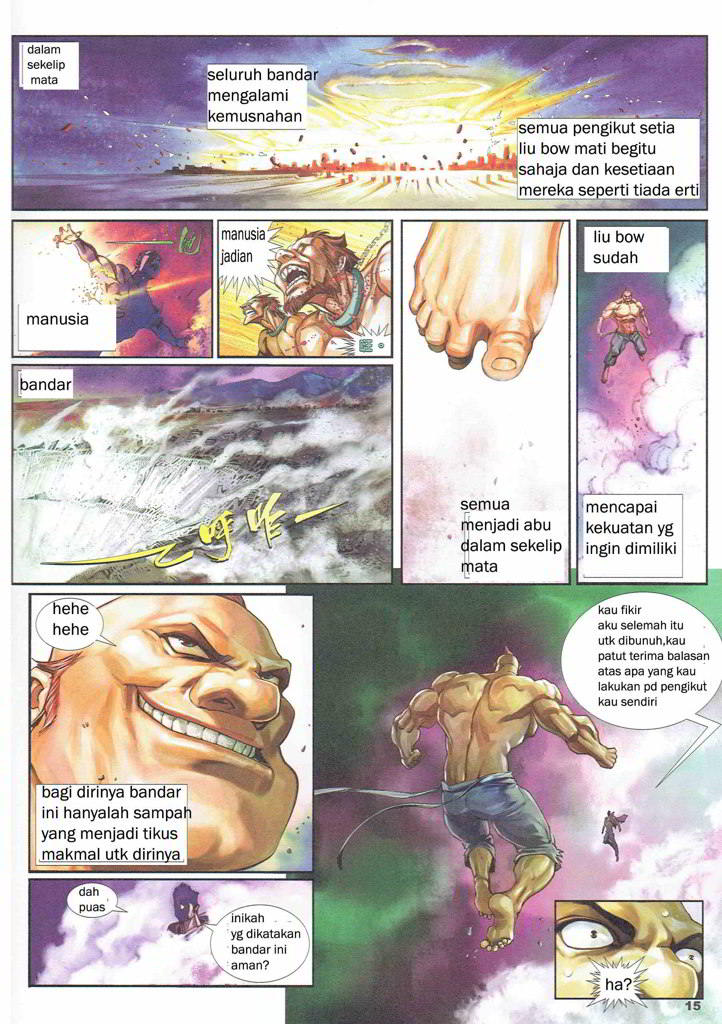 dalam
sekelip
mata
seluruh bandar
mengalami
kemusnahan
semua pengikut setia
liu bow mati begitu
sahaja dan kesetiaan
mereka seperti tiada erti
manusia
manusia
jadian
liu bow
sudah
bandar
呼 咋
semua
menjadi abu
dalam sekelip
mata
mencapai
kekuatan yg
ingin dimiliki
hehe
hehe
kau fikir
aku selemah itu
utk dibunuh,kau
patut terima balasan
atas apa yang kau
lakukan pd pengikut
kau sendiri
bagi dirinya bandar
ini hanyalah sampah
yang menjadi tikus
makmal utk dirinya
dah
puas
inikah
yg dikatakan
bandar ini
aman?
ha?
15